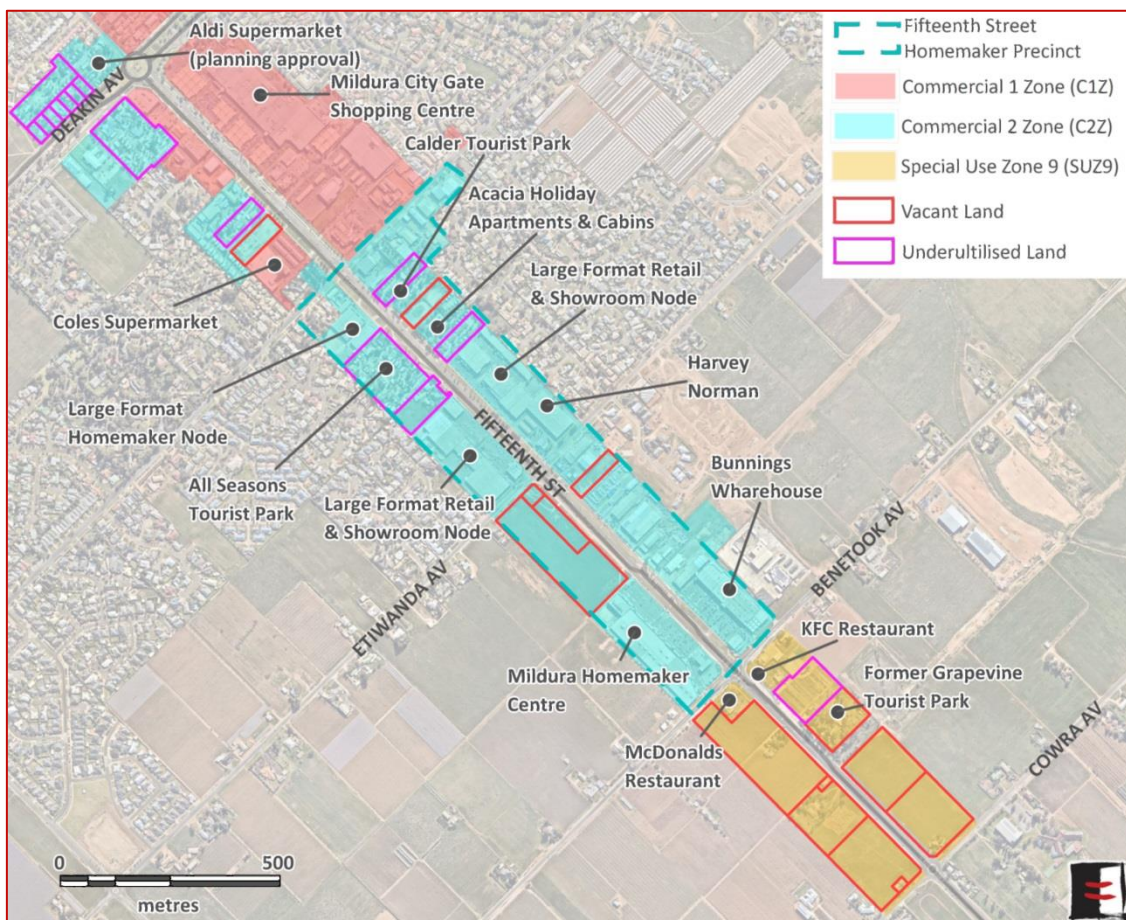 Aldi Supermarket
(planning approval)
Mildura City Gate
Shopping Centre
Calder Tourist Park
Acacia Holiday
Apartments & Cabins
Large Format Retail
& Showroom Node
Harvey
Norman
Bunnings
Wharehouse
KFC Restaurant
Former Grapevine
Tourist Park
Coles Supermarket
Large Format
Homemaker Node
All Seasons
Tourist Park
Large Format Retail
& Showroom Node
Mildura Homemaker
Centre
McDonalds
Restaurant
DEAKIN AV
FIFTEENTH ST
ETIWANDA AV
BENETOOK AV
COWRA AV
Fifteenth Street
Homemaker Precinct
Commercial 1 Zone (C1Z)
Commercial 2 Zone (C2Z)
Special Use Zone 9 (SUZ9)
Vacant Land
Underultilised Land
0 500
metres